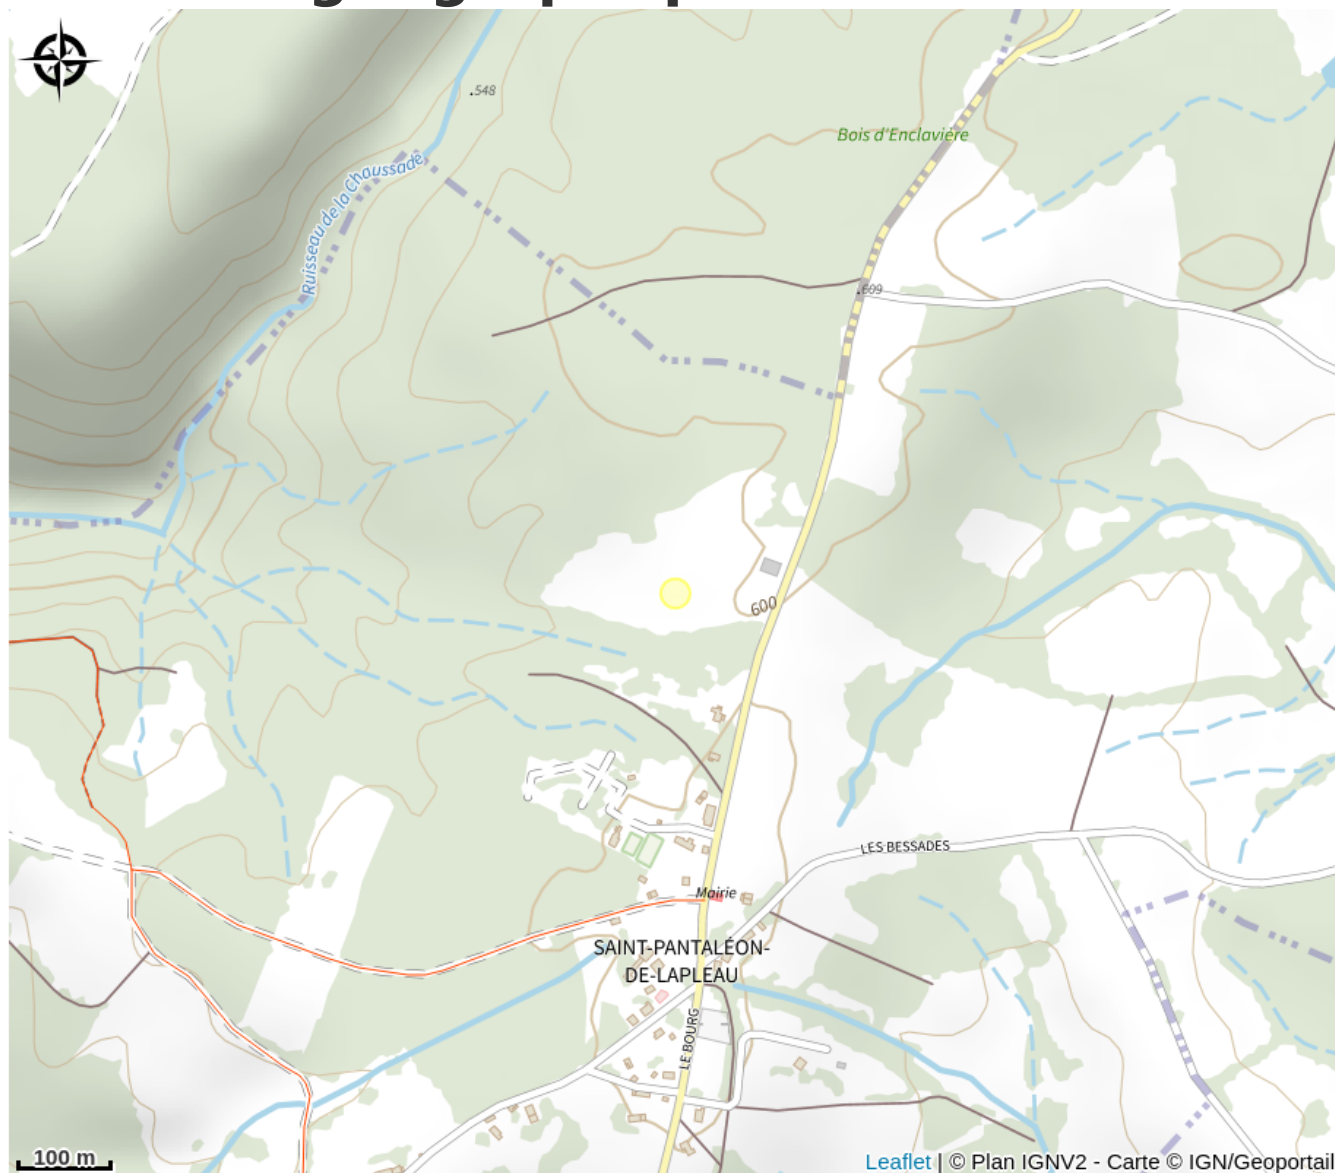 .548
Bois d'Enclavière
Ruisseau de la Chaussade
.609
600
LES BESSADES
Mairie
SAINT-PANTALÉON-
DE-LAPLEAU
LE BOURG
100 m
Leaflet | © Plan IGNV2 - Carte © IGN/Geoportail